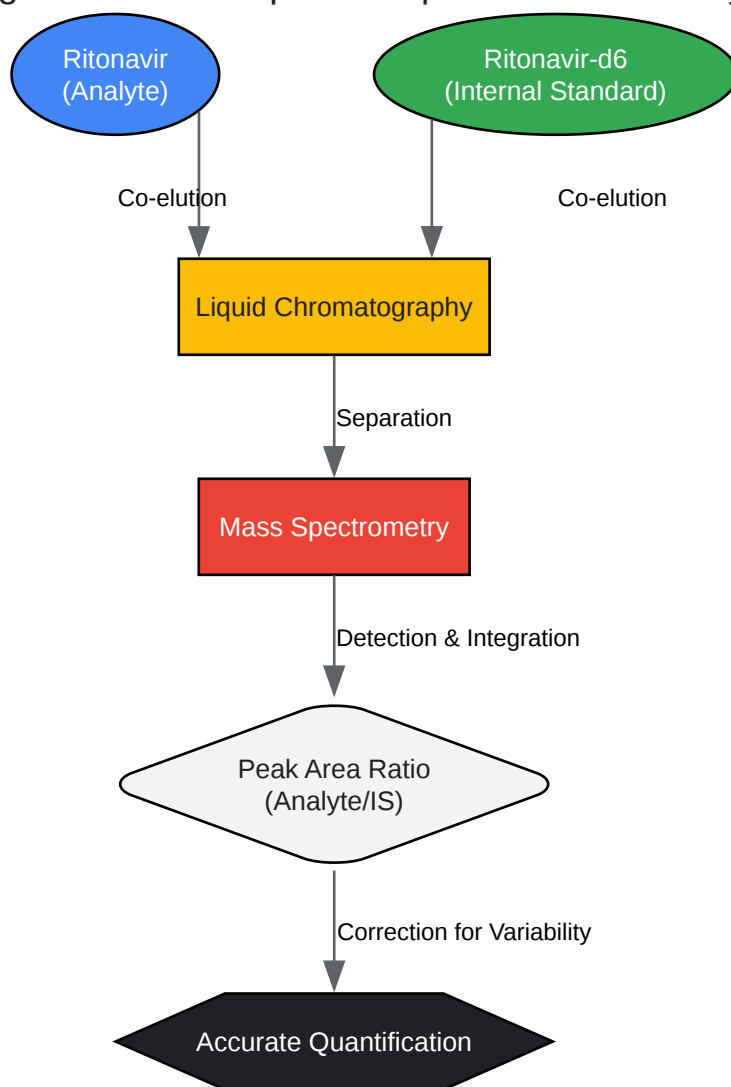 Ritonavir
(Analyte)
Ritonavir-d6
(Internal Standard)
Co-elution
Co-elution
Liquid Chromatography
Separation
Mass Spectrometry
Detection & Integration
Peak Area Ratio
(Analyte/IS)
Correction for Variability
Accurate Quantification